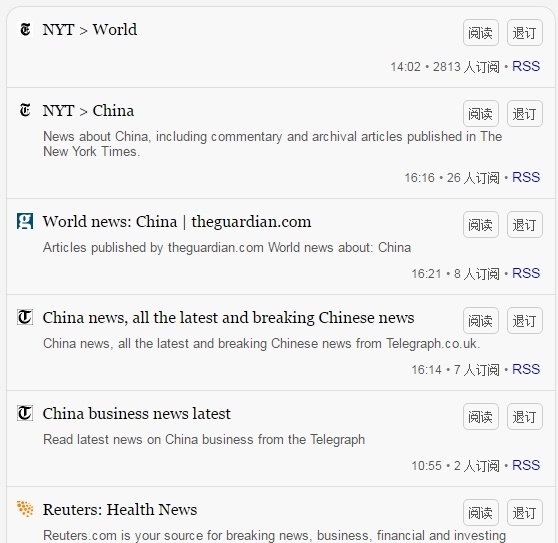 NYT > World
阅读 退订
14:02 • 2813 人订阅 • RSS
NYT > China
阅读 退订
News about China, including commentary and archival articles published in The
New York Times.
16:16 • 26 人订阅 • RSS
World news: China | theguardian.com
阅读 退订
Articles published by theguardian.com World news about: China
16:21 • 8 人订阅 • RSS
China news, all the latest and breaking Chinese news
阅读 退订
China news, all the latest and breaking Chinese news from Telegraph.co.uk.
16:14 • 7 人订阅 • RSS
China business news latest
阅读 退订
Read latest news on China business from the Telegraph
10:55 • 2 人订阅 • RSS
Reuters: Health News
阅读 退订
Reuters.com is your source for breaking news, business, financial and investing